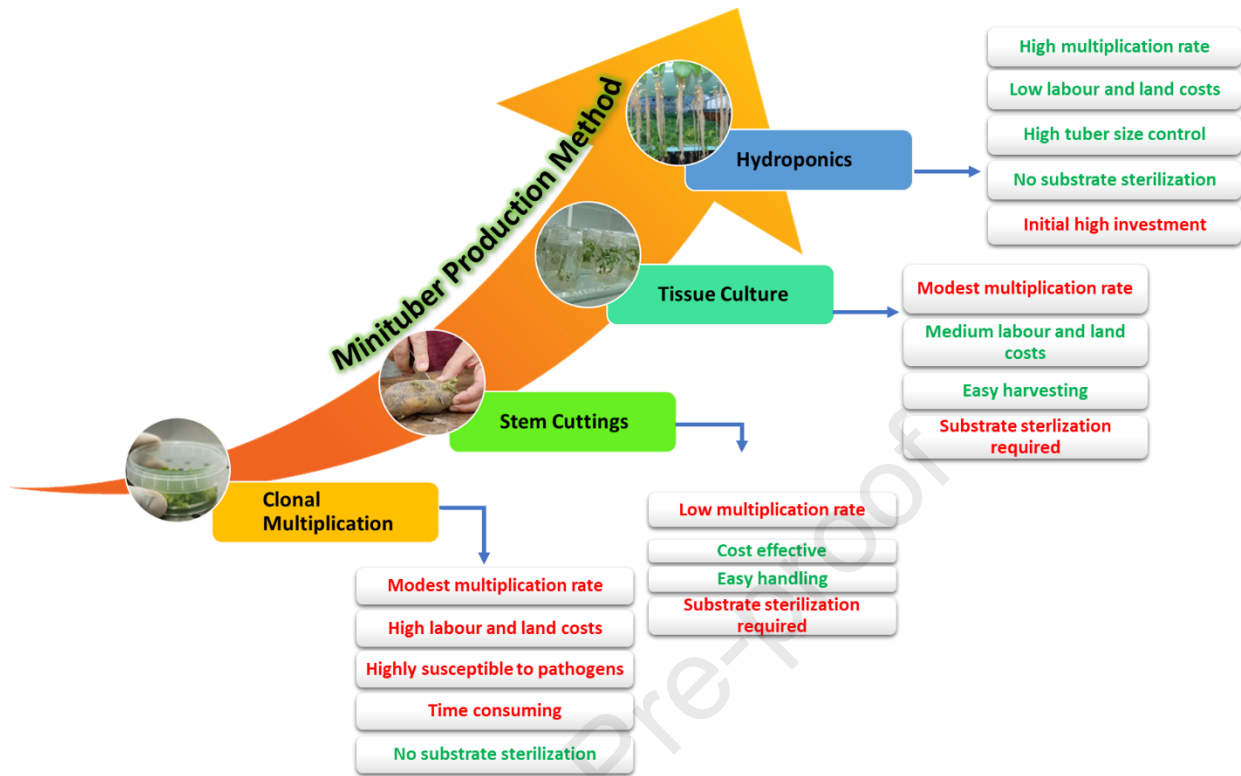 Minituber Production Method
Hydroponics
High multiplication rate
Low labour and land costs
High tuber size control
No substrate sterilization
Initial high investment
Tissue Culture
Modest multiplication rate
Medium labour and land
costs
Easy harvesting
Substrate sterlization
required
Stem Cuttings
Low multiplication rate
Cost effective
Easy handling
Substrate sterilization
required
Clonal
Multiplication
Modest multiplication rate
High labour and land costs
Highly susceptible to pathogens
Time consuming
No substrate sterilization
Pre-proof